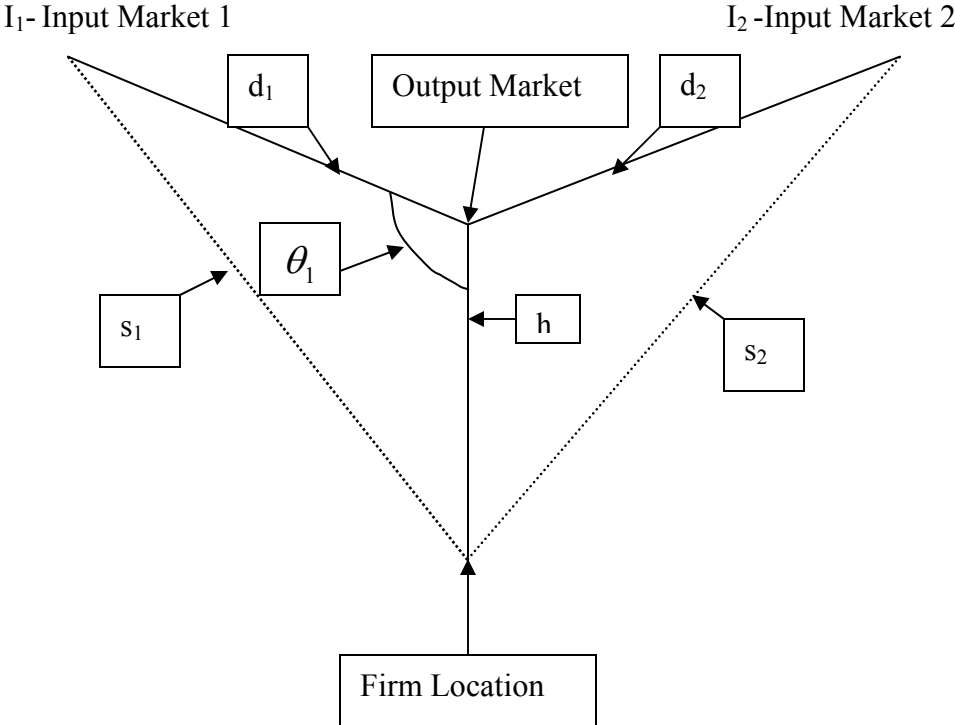 I₁- Input Market 1
I₂ -Input Market 2
d₁
Output Market
d₂
θ₁
s₁
h
s₂
Firm Location